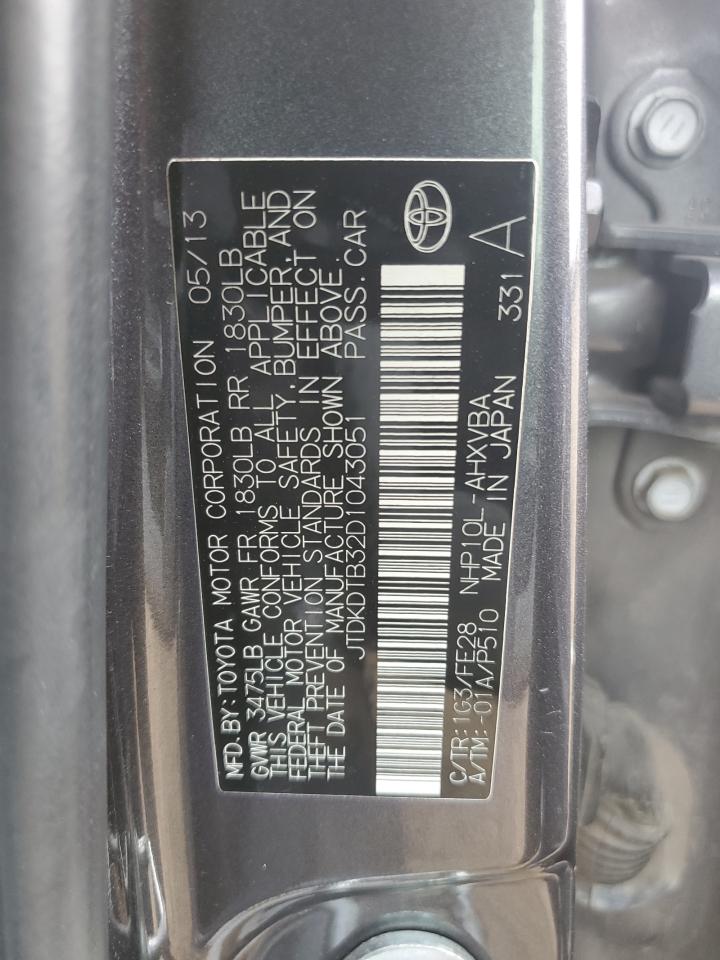 MFD.BY:TOYOTA MOTOR CORPORATION 05/13
GVWR 3475LB GAWR FR 1830LB RR 1830LB
THIS VEHICLE CONFORMS TO ALL APPLICABLE
FEDERAL MOTOR VEHICLE SAFETY,BUMPER,AND
THEFT PREVENTION STANDARDS IN EFFECT ON
THE DATE OF MANUFACTURE SHOWN ABOVE.
JTDKDTB32D1043051 PASS.CAR
C/TR:1G3/FE28 NHP10L-AHXVBA 331 A
A/TM:-01A/P510 MADE IN JAPAN